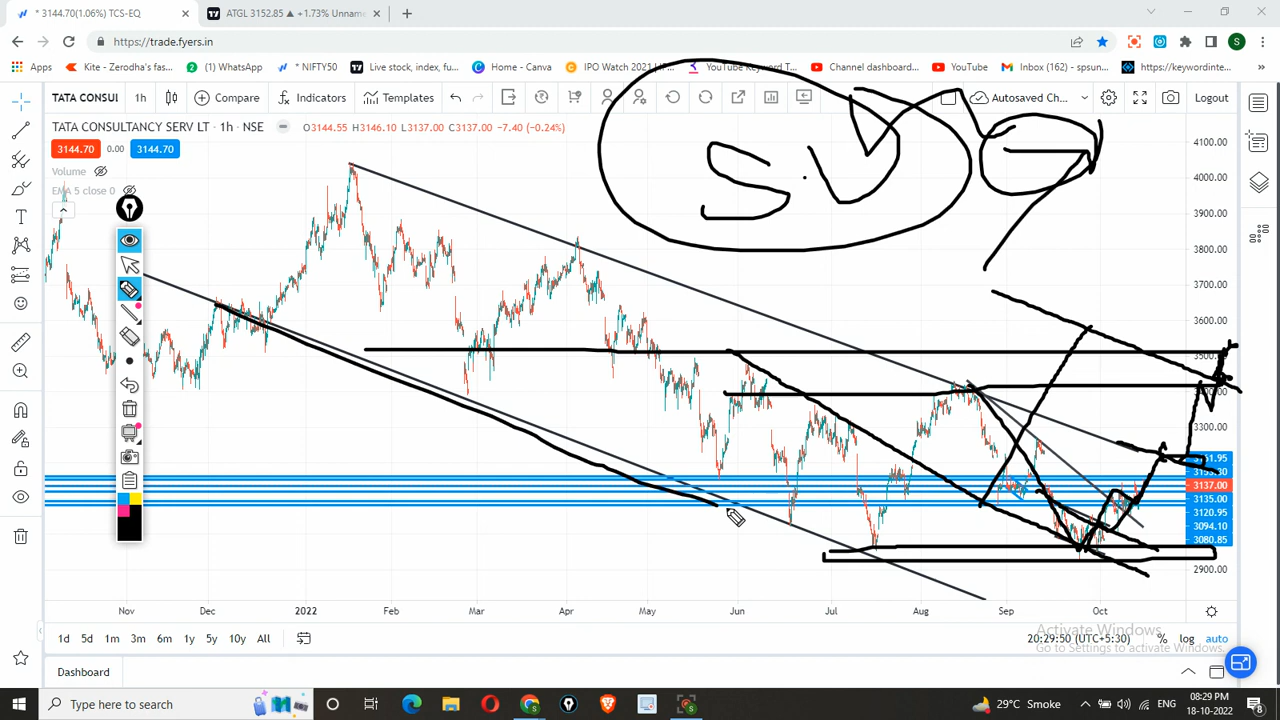 * 3144.70(1.06%) TCS-EQ
ATGL 3152.85 ▲ +1.73% Unname
https://trade.fyers.in
Apps
Kite - Zerodha's fas...
(1) WhatsApp
* NIFTY50
Live stock, index, fu...
Home - Canva
IPO Watch 2021 | IP...
YouTube Keyword T...
Channel dashboard...
YouTube
Inbox (162) - spsun...
https://keywordinte...
TATA CONSUI
1h
Compare
Indicators
Templates
Autosaved Ch...
Logout
TATA CONSULTANCY SERV LT · 1h · NSE
O3144.55 H3146.10 L3137.00 C3137.00 -7.40 (-0.24%)
3144.70
0.00
3144.70
Volume
EMA 5 close 0
S.V
4100.00
4000.00
3900.00
3800.00
3700.00
3600.00
3500.00
3400.00
3300.00
3137.00
3135.00
3120.95
3094.10
3080.85
2900.00
Nov
Dec
2022
Feb
Mar
Apr
May
Jun
Jul
Aug
Sep
Oct
1d
5d
1m
3m
6m
1y
5y
10y
All
20:29:50 (UTC+5:30)
%
log
auto
Activate Windows
Go to Settings to activate Windows.
Dashboard
Type here to search
29°C Smoke
ENG
08:29 PM
18-10-2022
8